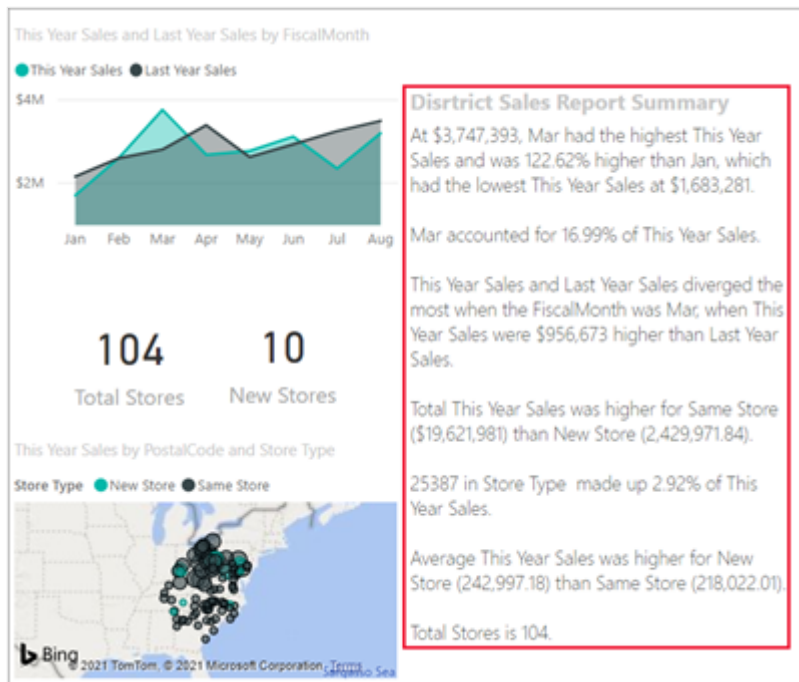 This Year Sales and Last Year Sales by FiscalMonth
This Year Sales Last Year Sales
$4M
$2M
Jan Feb Mar Apr May Jun Jul Aug
104
Total Stores
10
New Stores
This Year Sales by PostalCode and Store Type
Store Type New Store Same Store
Bing
© 2021 TomTom, © 2021 Microsoft Corporation, Terms
Sargasso Sea
Disrtrict Sales Report Summary
At $3,747,393, Mar had the highest This Year
Sales and was 122.62% higher than Jan, which
had the lowest This Year Sales at $1,683,281.
Mar accounted for 16.99% of This Year Sales.
This Year Sales and Last Year Sales diverged the
most when the FiscalMonth was Mar, when This
Year Sales were $956,673 higher than Last Year
Sales.
Total This Year Sales was higher for Same Store
($19,621,981) than New Store (2,429,971.84).
25387 in Store Type made up 2.92% of This
Year Sales.
Average This Year Sales was higher for New
Store (242,997.18) than Same Store (218,022.01).
Total Stores is 104.